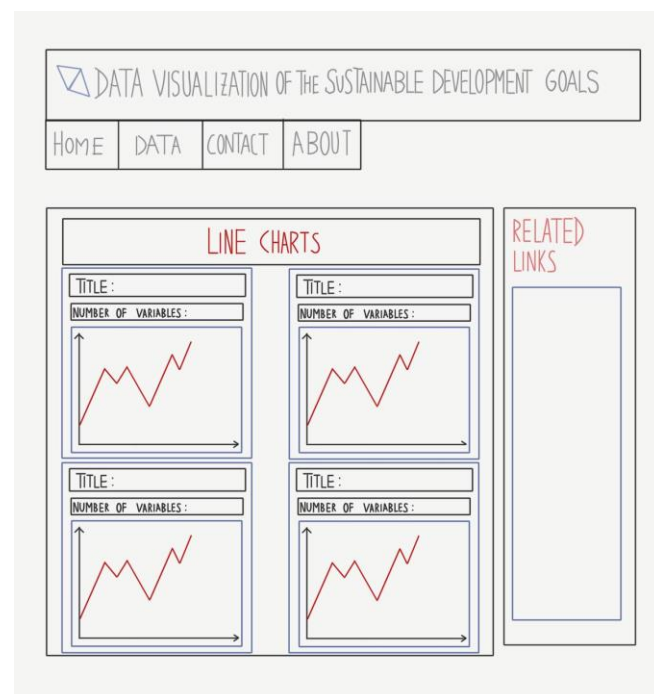 DATA VISUALIZATION OF THE SUSTAINABLE DEVELOPMENT GOALS
HOME DATA CONTACT ABOUT
LINE CHARTS
TITLE:
NUMBER OF VARIABLES:
TITLE:
NUMBER OF VARIABLES:
TITLE:
NUMBER OF VARIABLES:
TITLE:
NUMBER OF VARIABLES:
RELATED
LINKS